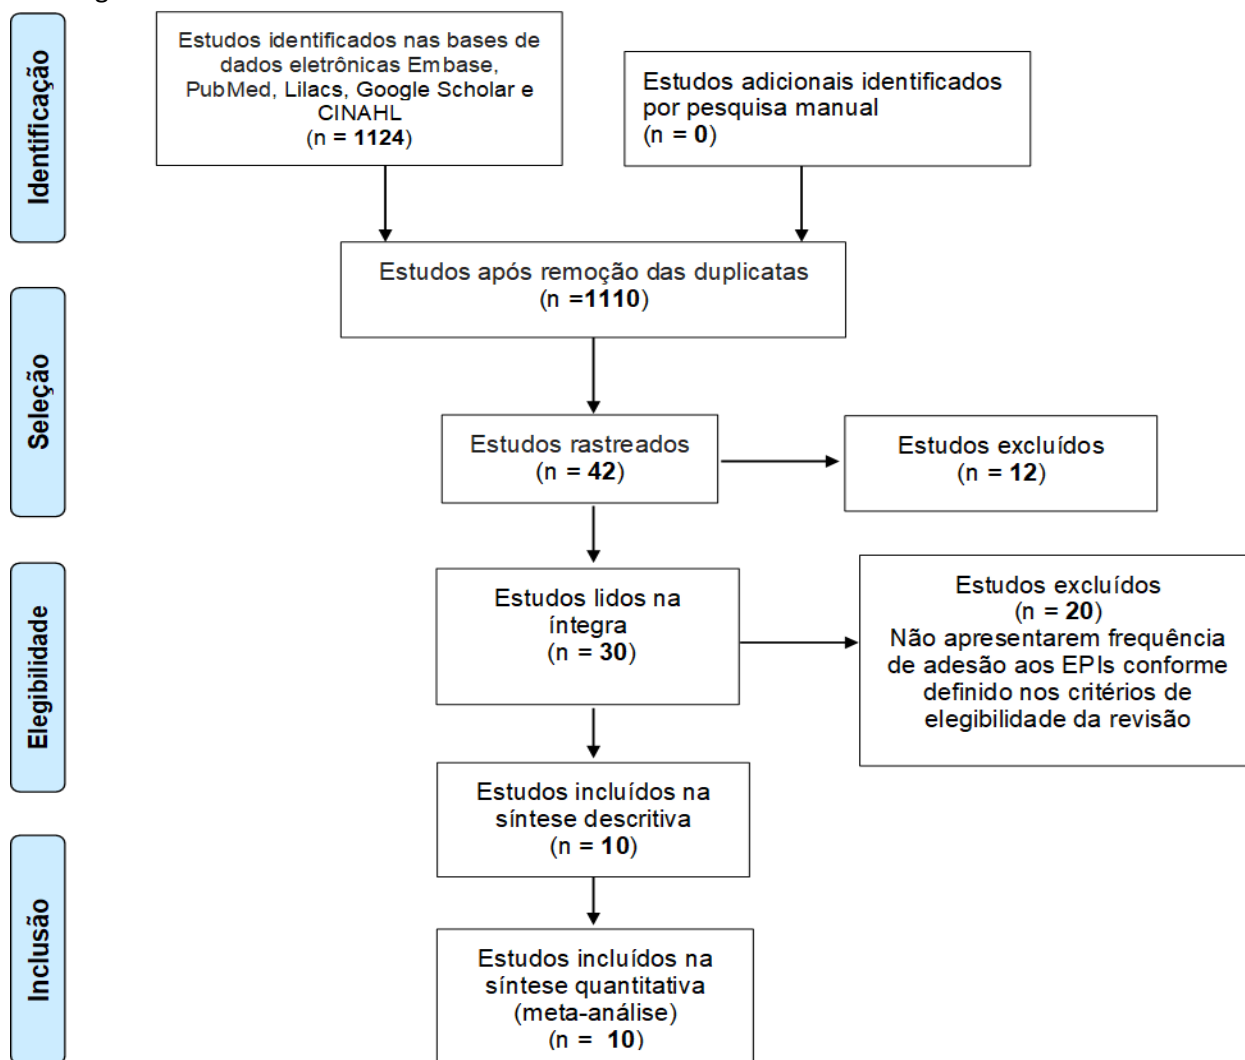 Identificação
Estudos identificados nas bases de
dados eletrônicas Embase,
PubMed, Lilacs, Google Scholar e
CINAHL
(n = 1124)
Estudos adicionais identificados
por pesquisa manual
(n = 0)
Estudos após remoção das duplicatas
(n =1110)
Seleção
Estudos rastreados
(n = 42)
Estudos excluídos
(n = 12)
Elegibilidade
Estudos lidos na
íntegra
(n = 30)
Estudos excluídos
(n = 20)
Não apresentarem frequência
de adesão aos EPIs conforme
definido nos critérios de
elegibilidade da revisão
Estudos incluídos na
síntese descritiva
(n = 10)
Inclusão
Estudos incluídos na
síntese quantitativa
(meta-análise)
(n = 10)